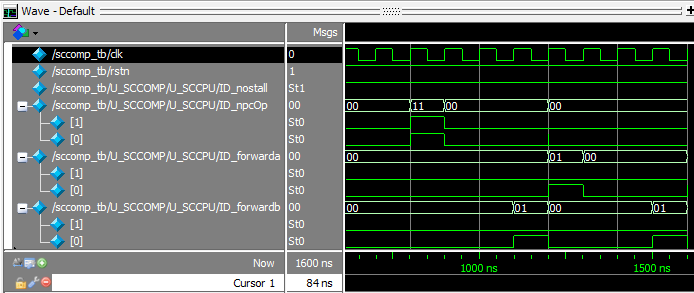 Wave - Default
Msgs
/sccomp_tb/clk 0
/sccomp_tb/rstn 1
/sccomp_tb/U_SCCOMP/U_SCCPU/ID_nostall St1
/sccomp_tb/U_SCCOMP/U_SCCPU/ID_npcOp 00 00 11 00 00
[1] St0
[0] St0
/sccomp_tb/U_SCCOMP/U_SCCPU/ID_forwarda 00 00 01 00
[1] St0
[0] St0
/sccomp_tb/U_SCCOMP/U_SCCPU/ID_forwardb 00 00 01 00 01
[1] St0
[0] St0
Now 1600 ns 1000 ns 1500 ns
Cursor 1 84 ns